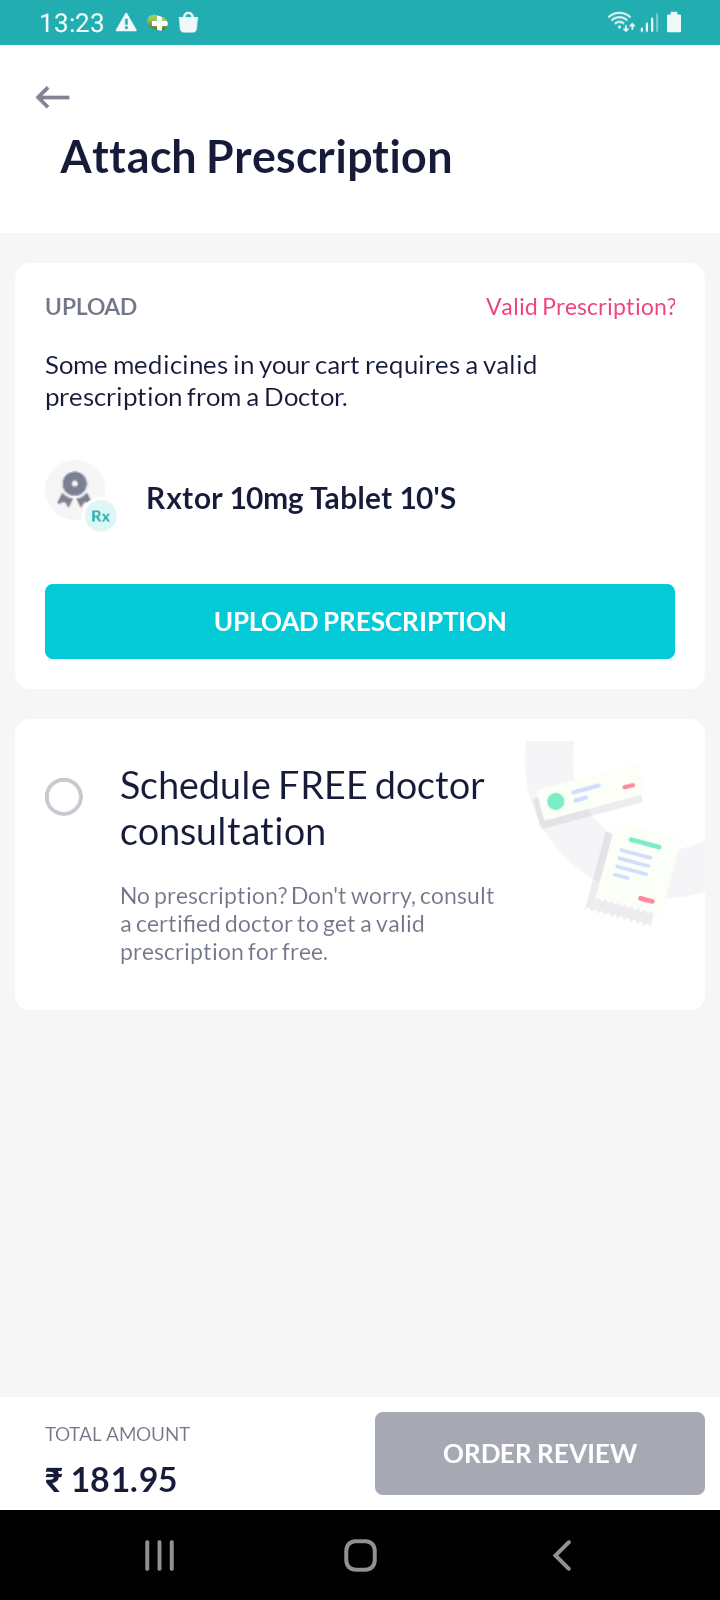 13:23
Attach Prescription
UPLOAD
Valid Prescription?
Some medicines in your cart requires a valid
prescription from a Doctor.
Rx
Rxtor 10mg Tablet 10'S
UPLOAD PRESCRIPTION
Schedule FREE doctor
consultation
No prescription? Don't worry, consult
a certified doctor to get a valid
prescription for free.
TOTAL AMOUNT
₹ 181.95
ORDER REVIEW